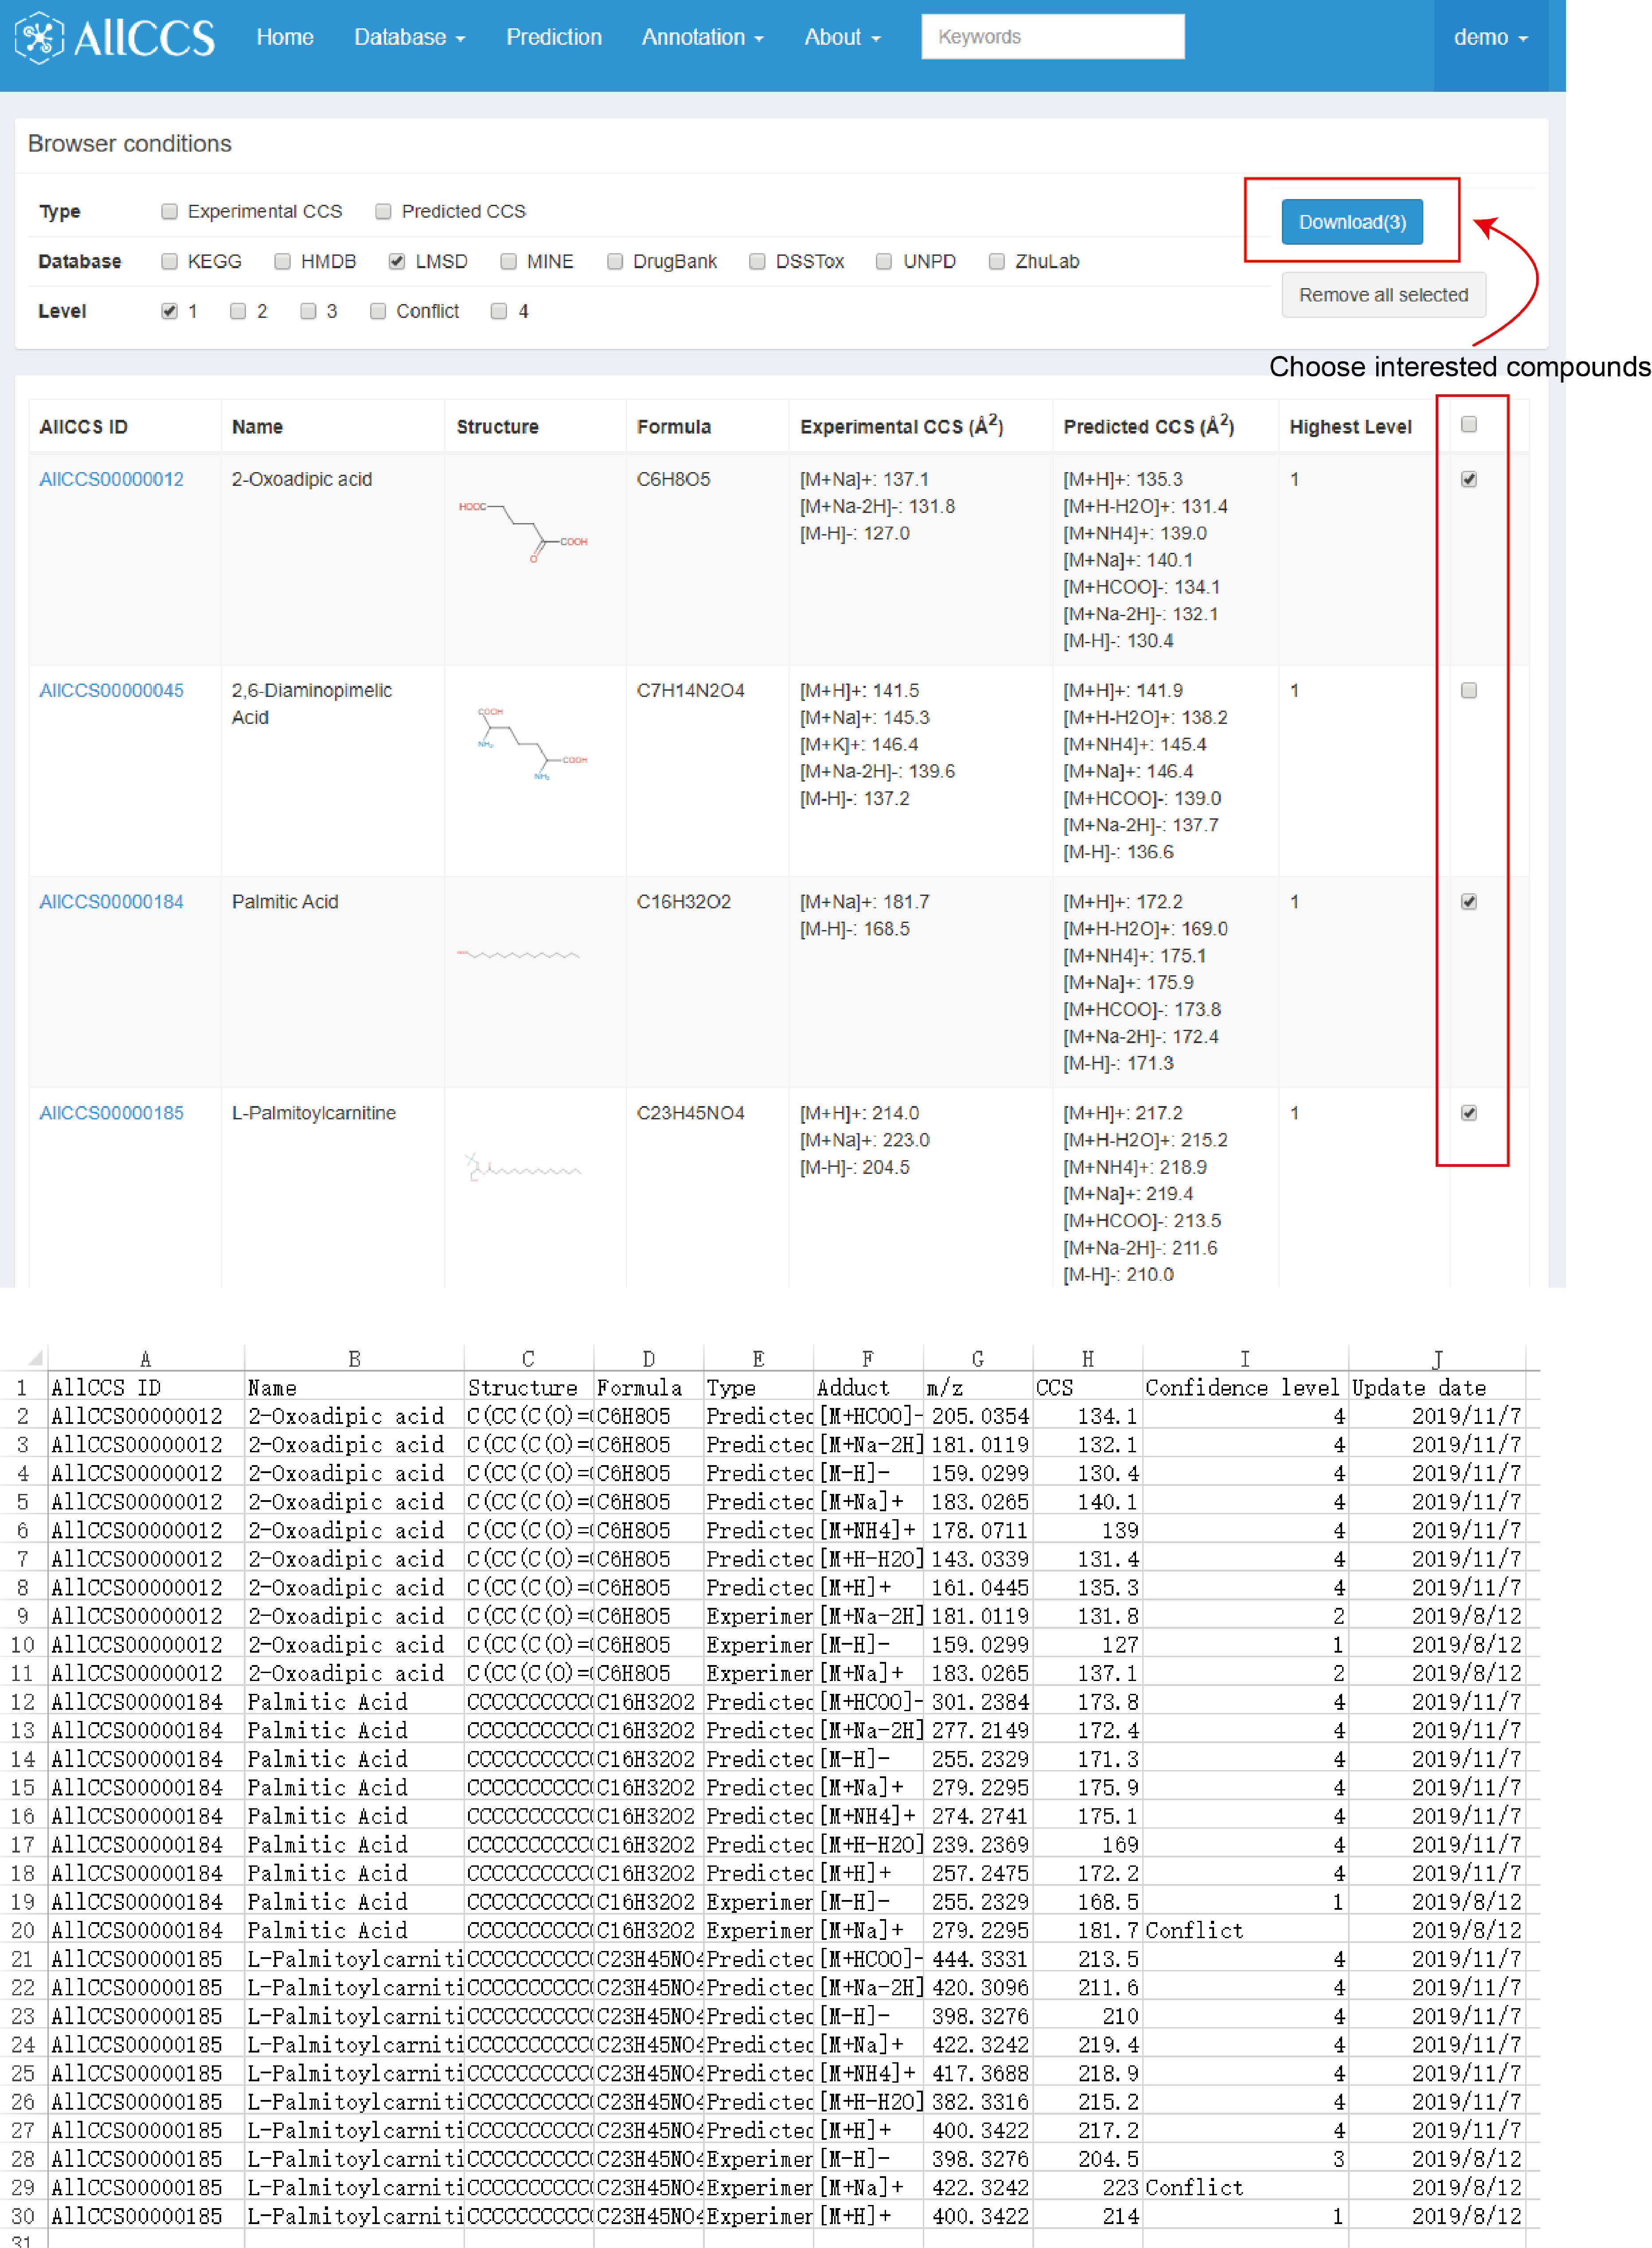 AllCCS Home Database Prediction Annotation About Keywords demo
Browser conditions
Type Experimental CCS Predicted CCS Download(3)
Database KEGG HMDB LMSD MINE DrugBank DSSTox UNPD ZhuLab
Remove all selected
Level 1 2 3 Conflict 4
Choose interested compounds
AllCCS ID Name Structure Formula Experimental CCS (Å2) Predicted CCS (Å2) Highest Level
AllCCS00000012 2-Oxoadipic acid C6H8O5 [M+Na]+: 137.1 [M+H]+: 135.3 1
HOOC [M+Na-2H]-: 131.8 [M+H-H2O]+: 131.4
COOH [M-H]-: 127.0 [M+NH4]+: 139.0
O [M+Na]+: 140.1
[M+HCOO]-: 134.1
[M+Na-2H]-: 132.1
[M-H]-: 130.4
AllCCS00000045 2,6-Diaminopimelic C7H14N2O4 [M+H]+: 141.5 [M+H]+: 141.9 1
Acid COOH [M+Na]+: 145.3 [M+H-H2O]+: 138.2
NH2 [M+K]+: 146.4 [M+NH4]+: 145.4
COOH [M+Na-2H]-: 139.6 [M+Na]+: 146.4
NH2 [M-H]-: 137.2 [M+HCOO]-: 139.0
[M+Na-2H]-: 137.7
[M-H]-: 136.6
AllCCS00000184 Palmitic Acid C16H32O2 [M+Na]+: 181.7 [M+H]+: 172.2 1
[M-H]-: 168.5 [M+H-H2O]+: 169.0
[M+NH4]+: 175.1
[M+Na]+: 175.9
[M+HCOO]-: 173.8
[M+Na-2H]-: 172.4
[M-H]-: 171.3
AllCCS00000185 L-Palmitoylcarnitine C23H45NO4 [M+H]+: 214.0 [M+H]+: 217.2 1
[M+Na]+: 223.0 [M+H-H2O]+: 215.2
[M-H]-: 204.5 [M+NH4]+: 218.9
[M+Na]+: 219.4
[M+HCOO]-: 213.5
[M+Na-2H]-: 211.6
[M-H]-: 210.0
A B C D E F G H I J
1 AllCCS ID Name Structure Formula Type Adduct m/z CCS Confidence level Update date
2 AllCCS00000012 2-Oxoadipic acid C(CC(C(O)=( C6H8O5 Predictec [M+HCOO]- 205.0354 134.1 4 2019/11/7
3 AllCCS00000012 2-Oxoadipic acid C(CC(C(O)=( C6H8O5 Predictec [M+Na-2H] 181.0119 132.1 4 2019/11/7
4 AllCCS00000012 2-Oxoadipic acid C(CC(C(O)=( C6H8O5 Predictec [M-H]- 159.0299 130.4 4 2019/11/7
5 AllCCS00000012 2-Oxoadipic acid C(CC(C(O)=( C6H8O5 Predictec [M+Na]+ 183.0265 140.1 4 2019/11/7
6 AllCCS00000012 2-Oxoadipic acid C(CC(C(O)=( C6H8O5 Predictec [M+NH4]+ 178.0711 139 4 2019/11/7
7 AllCCS00000012 2-Oxoadipic acid C(CC(C(O)=( C6H8O5 Predictec [M+H-H2O] 143.0339 131.4 4 2019/11/7
8 AllCCS00000012 2-Oxoadipic acid C(CC(C(O)=( C6H8O5 Predictec [M+H]+ 161.0445 135.3 4 2019/11/7
9 AllCCS00000012 2-Oxoadipic acid C(CC(C(O)=( C6H8O5 Experimer [M+Na-2H] 181.0119 131.8 2 2019/8/12
10 AllCCS00000012 2-Oxoadipic acid C(CC(C(O)=( C6H8O5 Experimer [M-H]- 159.0299 127 1 2019/8/12
11 AllCCS00000012 2-Oxoadipic acid C(CC(C(O)=( C6H8O5 Experimer [M+Na]+ 183.0265 137.1 2 2019/8/12
12 AllCCS00000184 Palmitic Acid CCCCCCCCCC( C16H32O2 Predictec [M+HCOO]- 301.2384 173.8 4 2019/11/7
13 AllCCS00000184 Palmitic Acid CCCCCCCCCC( C16H32O2 Predictec [M+Na-2H] 277.2149 172.4 4 2019/11/7
14 AllCCS00000184 Palmitic Acid CCCCCCCCCC( C16H32O2 Predictec [M-H]- 255.2329 171.3 4 2019/11/7
15 AllCCS00000184 Palmitic Acid CCCCCCCCCC( C16H32O2 Predictec [M+Na]+ 279.2295 175.9 4 2019/11/7
16 AllCCS00000184 Palmitic Acid CCCCCCCCCC( C16H32O2 Predictec [M+NH4]+ 274.2741 175.1 4 2019/11/7
17 AllCCS00000184 Palmitic Acid CCCCCCCCCC( C16H32O2 Predictec [M+H-H2O] 239.2369 169 4 2019/11/7
18 AllCCS00000184 Palmitic Acid CCCCCCCCCC( C16H32O2 Predictec [M+H]+ 257.2475 172.2 4 2019/11/7
19 AllCCS00000184 Palmitic Acid CCCCCCCCCC( C16H32O2 Experimer [M-H]- 255.2329 168.5 1 2019/8/12
20 AllCCS00000184 Palmitic Acid CCCCCCCCCC( C16H32O2 Experimer [M+Na]+ 279.2295 181.7 Conflict 2019/8/12
21 AllCCS00000185 L-Palmitoylcarniti CCCCCCCCCC( C23H45NO4 Predictec [M+HCOO]- 444.3331 213.5 4 2019/11/7
22 AllCCS00000185 L-Palmitoylcarniti CCCCCCCCCC( C23H45NO4 Predictec [M+Na-2H] 420.3096 211.6 4 2019/11/7
23 AllCCS00000185 L-Palmitoylcarniti CCCCCCCCCC( C23H45NO4 Predictec [M-H]- 398.3276 210 4 2019/11/7
24 AllCCS00000185 L-Palmitoylcarniti CCCCCCCCCC( C23H45NO4 Predictec [M+Na]+ 422.3242 219.4 4 2019/11/7
25 AllCCS00000185 L-Palmitoylcarniti CCCCCCCCCC( C23H45NO4 Predictec [M+NH4]+ 417.3688 218.9 4 2019/11/7
26 AllCCS00000185 L-Palmitoylcarniti CCCCCCCCCC( C23H45NO4 Predictec [M+H-H2O] 382.3316 215.2 4 2019/11/7
27 AllCCS00000185 L-Palmitoylcarniti CCCCCCCCCC( C23H45NO4 Predictec [M+H]+ 400.3422 217.2 4 2019/11/7
28 AllCCS00000185 L-Palmitoylcarniti CCCCCCCCCC( C23H45NO4 Experimer [M-H]- 398.3276 204.5 3 2019/8/12
29 AllCCS00000185 L-Palmitoylcarniti CCCCCCCCCC( C23H45NO4 Experimer [M+Na]+ 422.3242 223 Conflict 2019/8/12
30 AllCCS00000185 L-Palmitoylcarniti CCCCCCCCCC( C23H45NO4 Experimer [M+H]+ 400.3422 214 1 2019/8/12
31